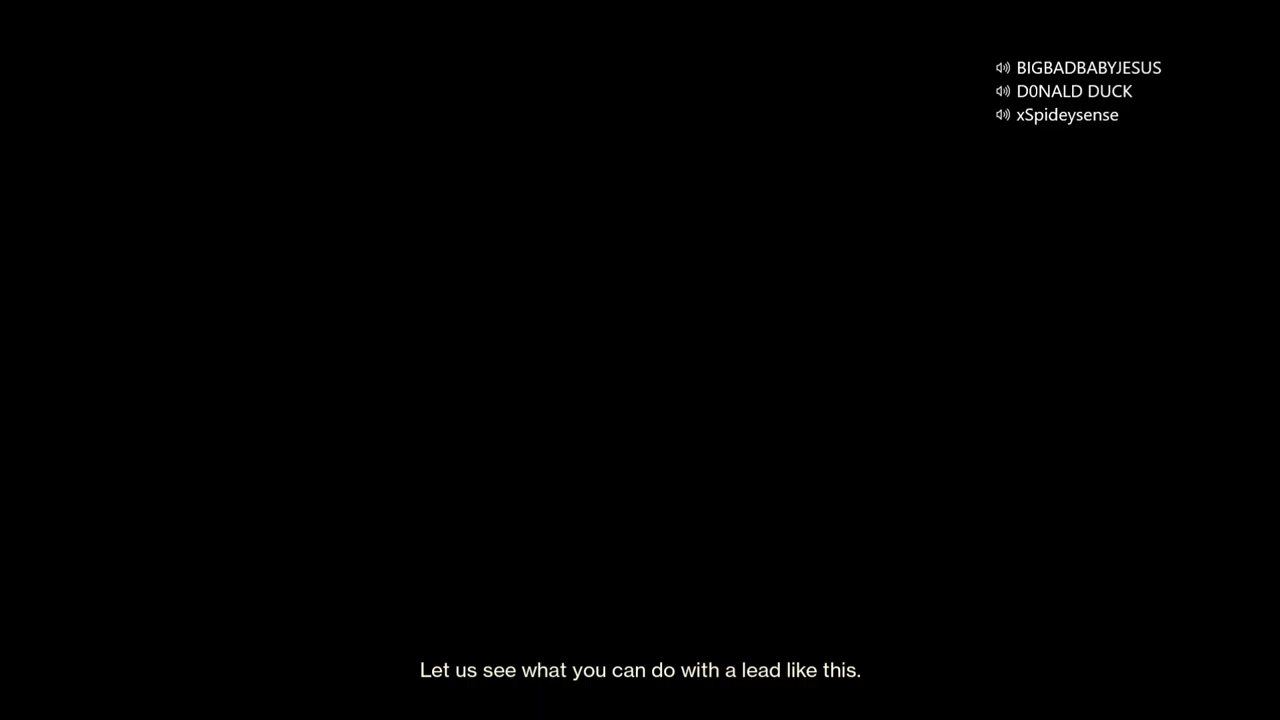 BIGBADBABYJESUS
D0NALD DUCK
xSpideysense
Let us see what you can do with a lead like this.